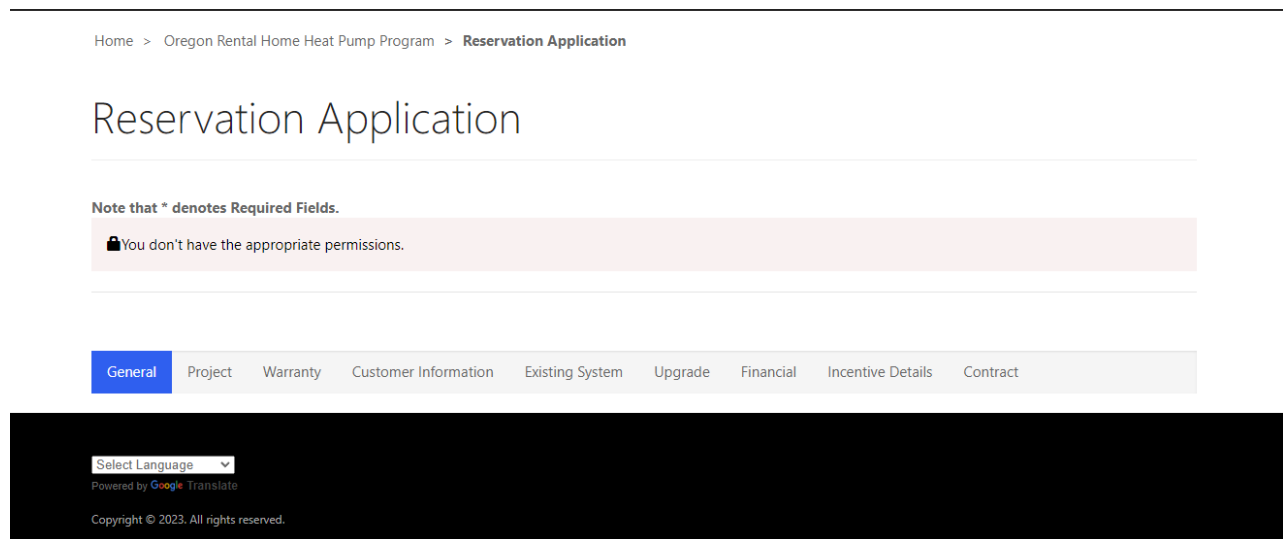 Home > Oregon Rental Home Heat Pump Program > Reservation Application
Reservation Application
Note that * denotes Required Fields.
You don't have the appropriate permissions.
General Project Warranty Customer Information Existing System Upgrade Financial Incentive Details Contract
Select Language
Powered by Google Translate
Copyright © 2023. All rights reserved.